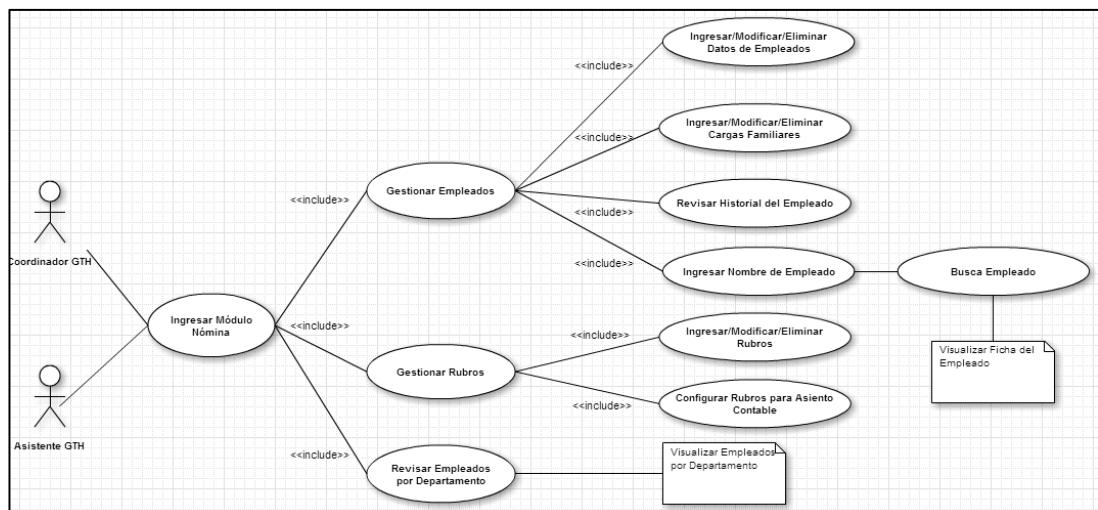 Ingresar/Modificar/Eliminar
Datos de Empleados
<<include>>
Ingresar/Modificar/Eliminar
Cargas Familiares
<<include>>
Gestionar Empleados
<<include>>
Revisar Historial del Empleado
<<include>>
Coordinador GTH
<<include>>
Ingresar Nombre de Empleado
Busca Empleado
Ingresar Módulo
Nómina
<<include>>
<<include>>
Ingresar/Modificar/Eliminar
Rubros
Visualizar Ficha del
Empleado
Gestionar Rubros
<<include>>
Configurar Rubros para Asiento
Contable
Asistente GTH
<<include>>
Revisar Empleados
por Departamento
Visualizar Empleados
por Departamento